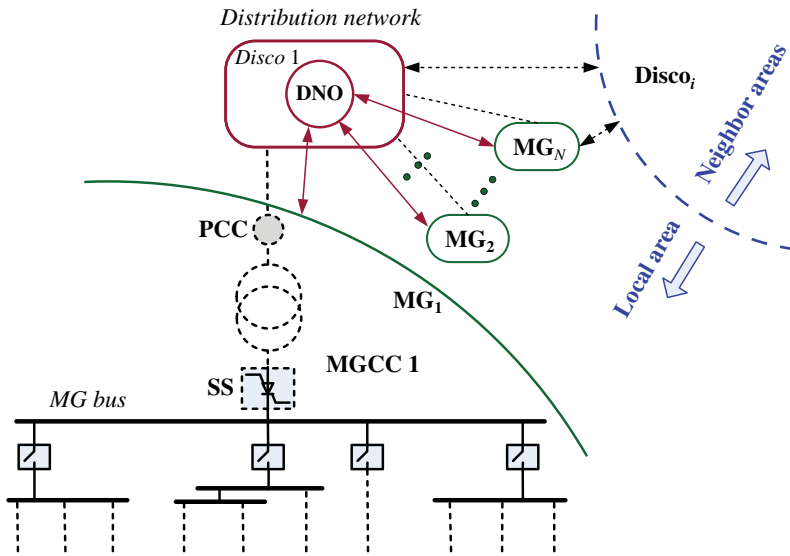 Distribution network
Disco 1
DNO
Disco_i
MG_N
Neighbor areas
MG_2
PCC
Local area
MG_1
MGCC 1
SS
MG bus